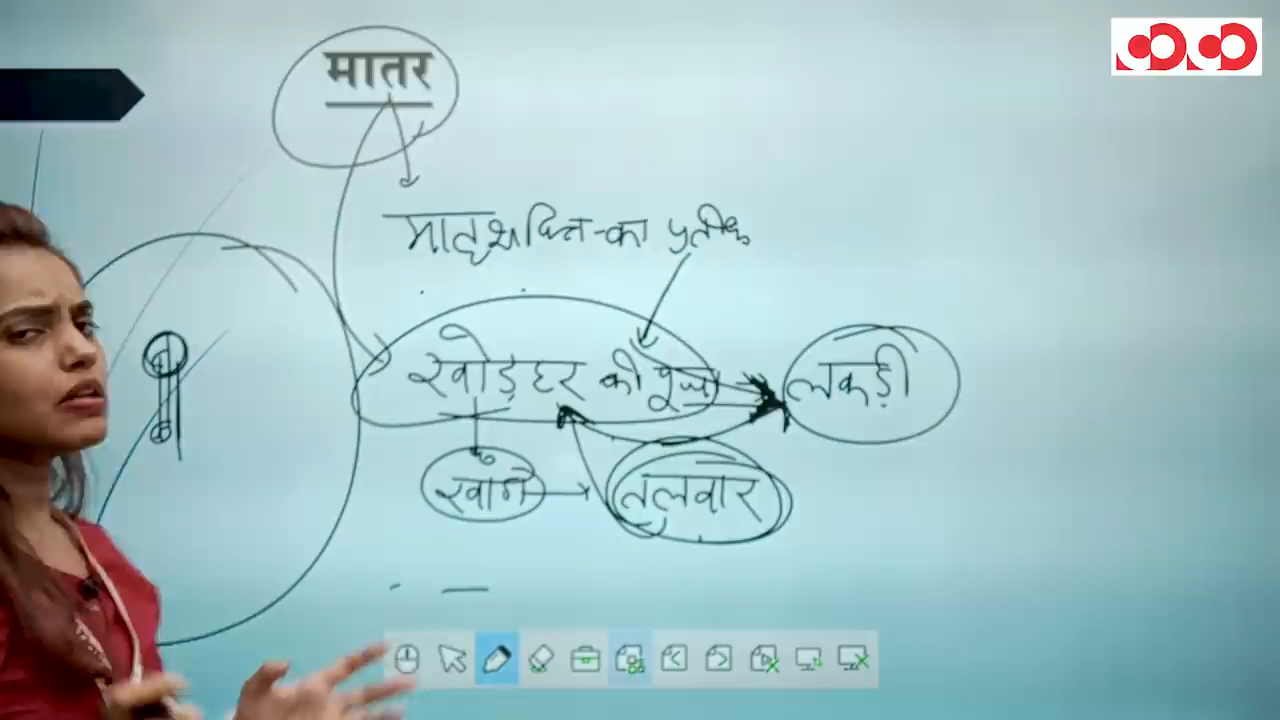 मातर
मातृशक्ति-का प्रतीक
खोड़हर की पूजा लकड़ी
खांग तलवार